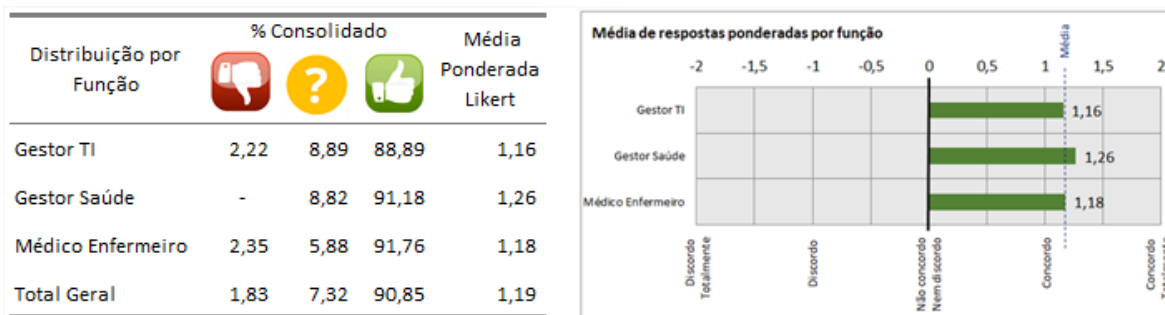 Distribuição por Função
% Consolidado
?
Média Ponderada Likert
Gestor TI 2,22 8,89 88,89 1,16
Gestor Saúde - 8,82 91,18 1,26
Médico Enfermeiro 2,35 5,88 91,76 1,18
Total Geral 1,83 7,32 90,85 1,19
Média de respostas ponderadas por função
Média
-2 -1,5 -1 -0,5 0 0,5 1 1,5 2
Gestor TI 1,16
Gestor Saúde 1,26
Médico Enfermeiro 1,18
Discordo Totalmente
Discordo
Não concordo
Nem discordo
Concordo
Concordo